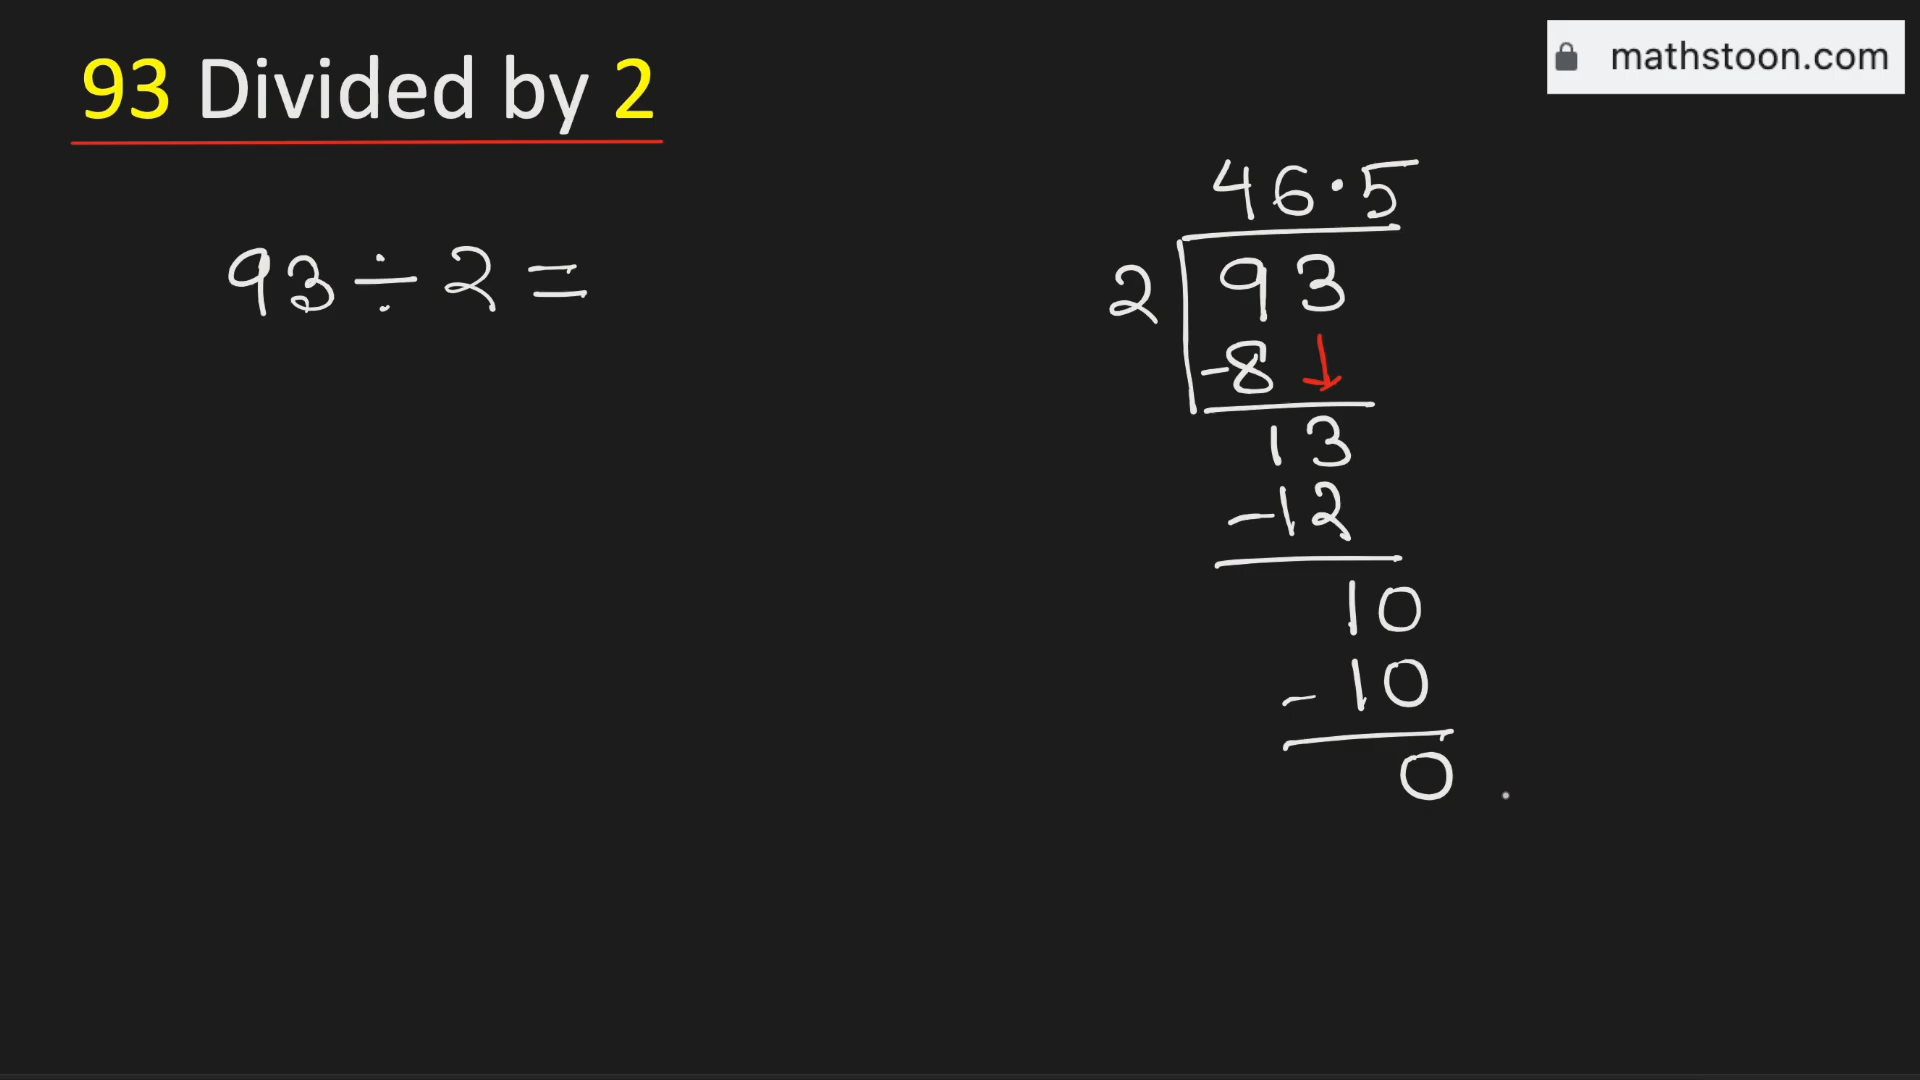 93 Divided by 2
mathstoon.com
93 ÷ 2 =
46.5
2 93
-8 ↓
13
-12
10
- 10
0